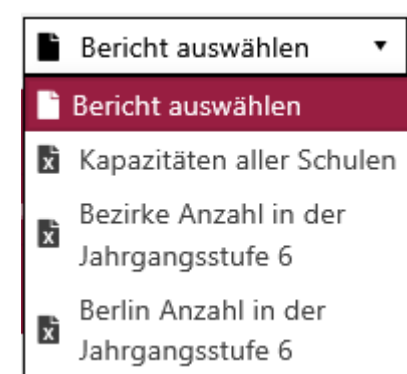 Bericht auswählen
Bericht auswählen
Kapazitäten aller Schulen
Bezirke Anzahl in der
Jahrgangsstufe 6
Berlin Anzahl in der
Jahrgangsstufe 6